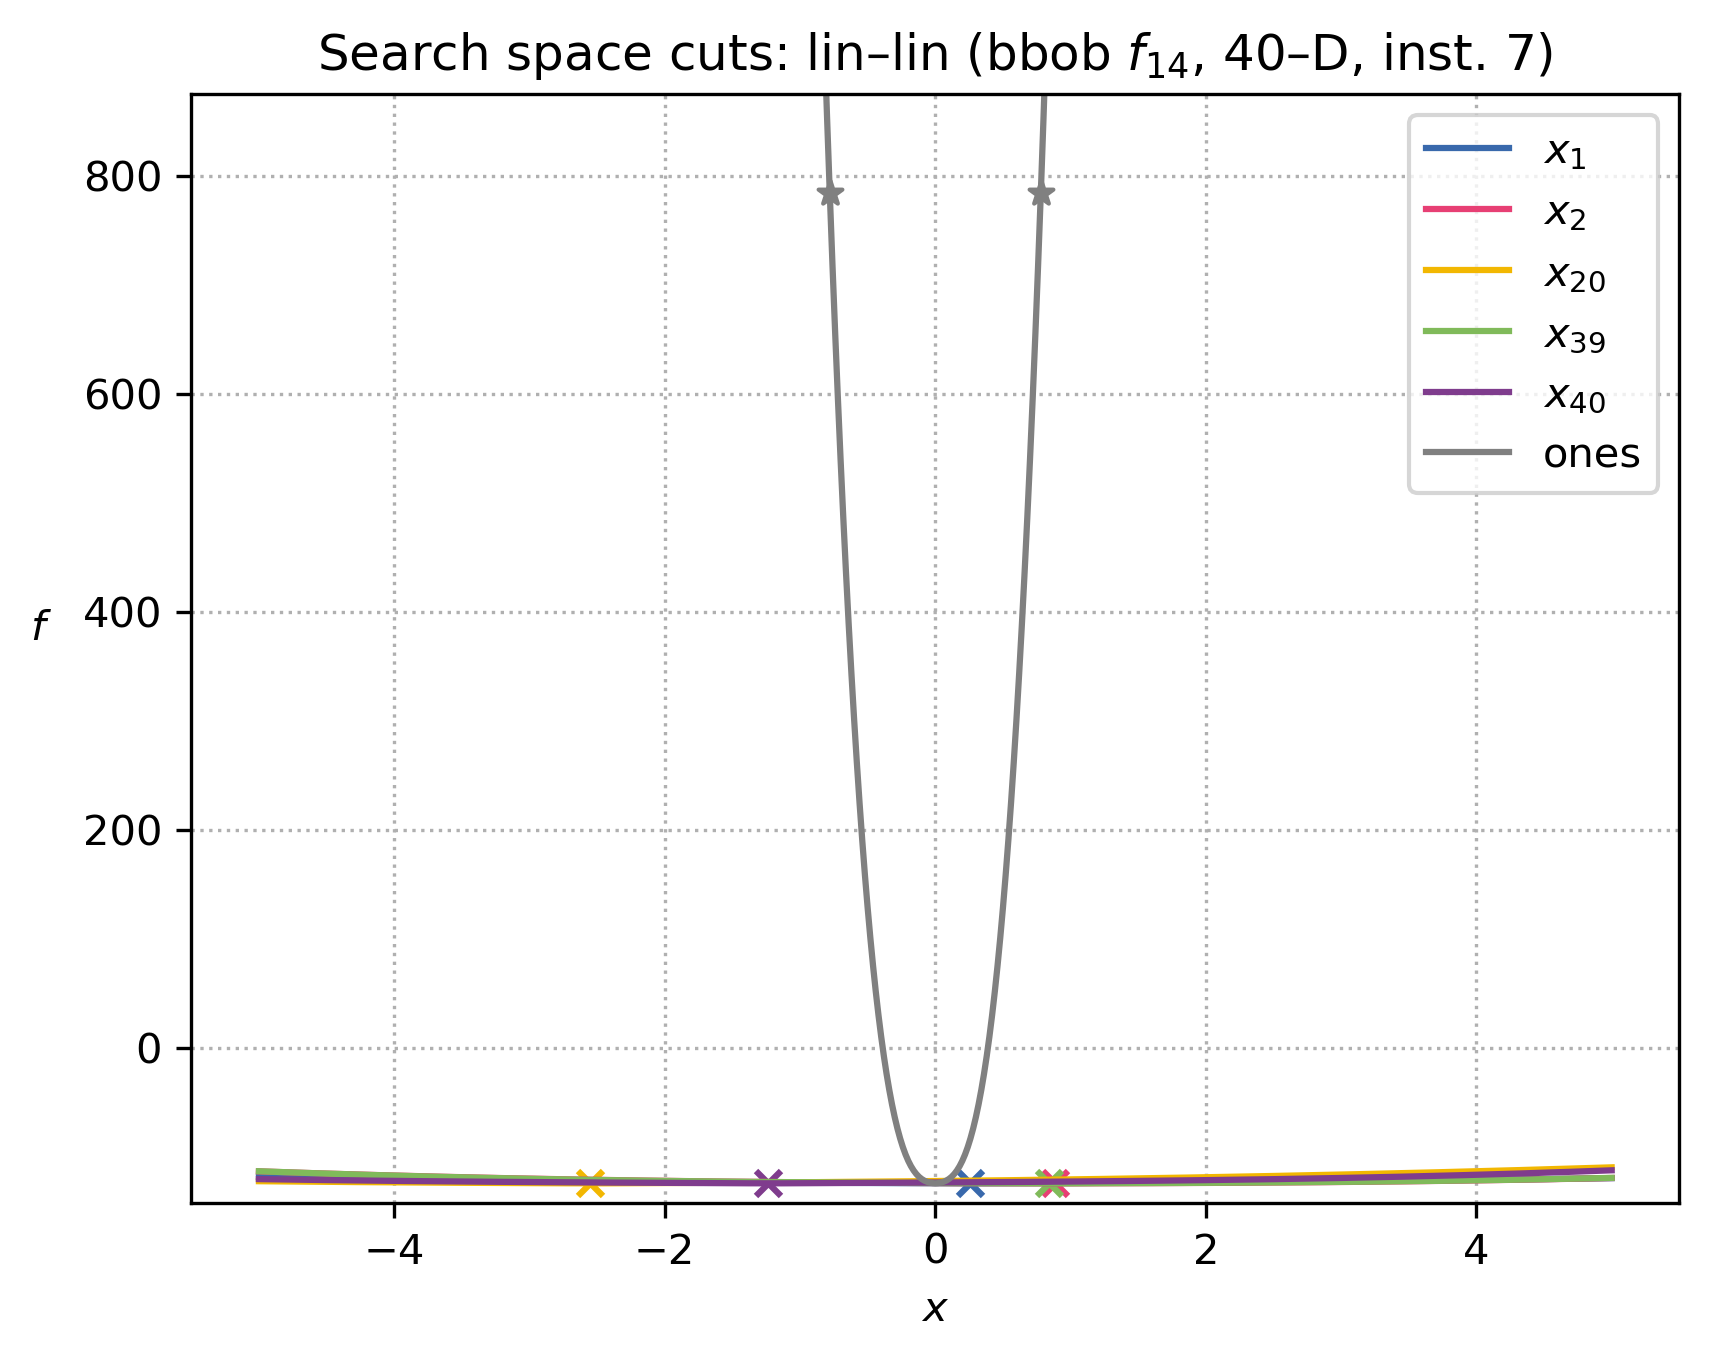 Search space cuts: lin–lin (bbob f14, 40–D, inst. 7)
800
600
400
200
0
f
−4
−2
0
2
4
x
x1
x2
x20
x39
x40
ones